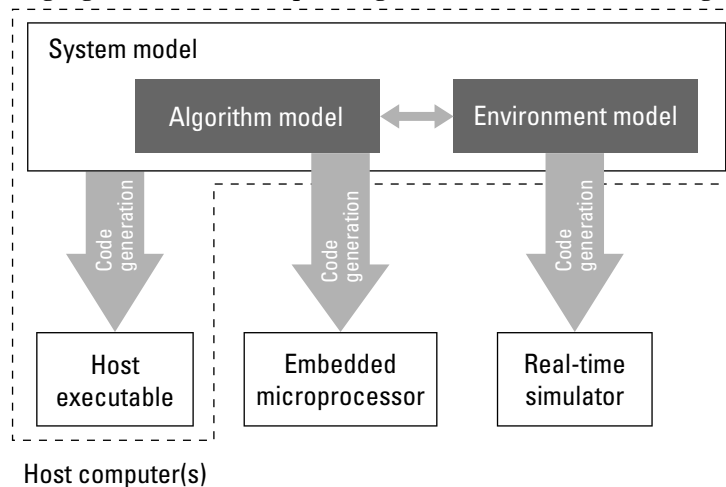 System model
Algorithm model
Environment model
Code
generation
Code
generation
Code
generation
Host
executable
Embedded
microprocessor
Real-time
simulator
Host computer(s)